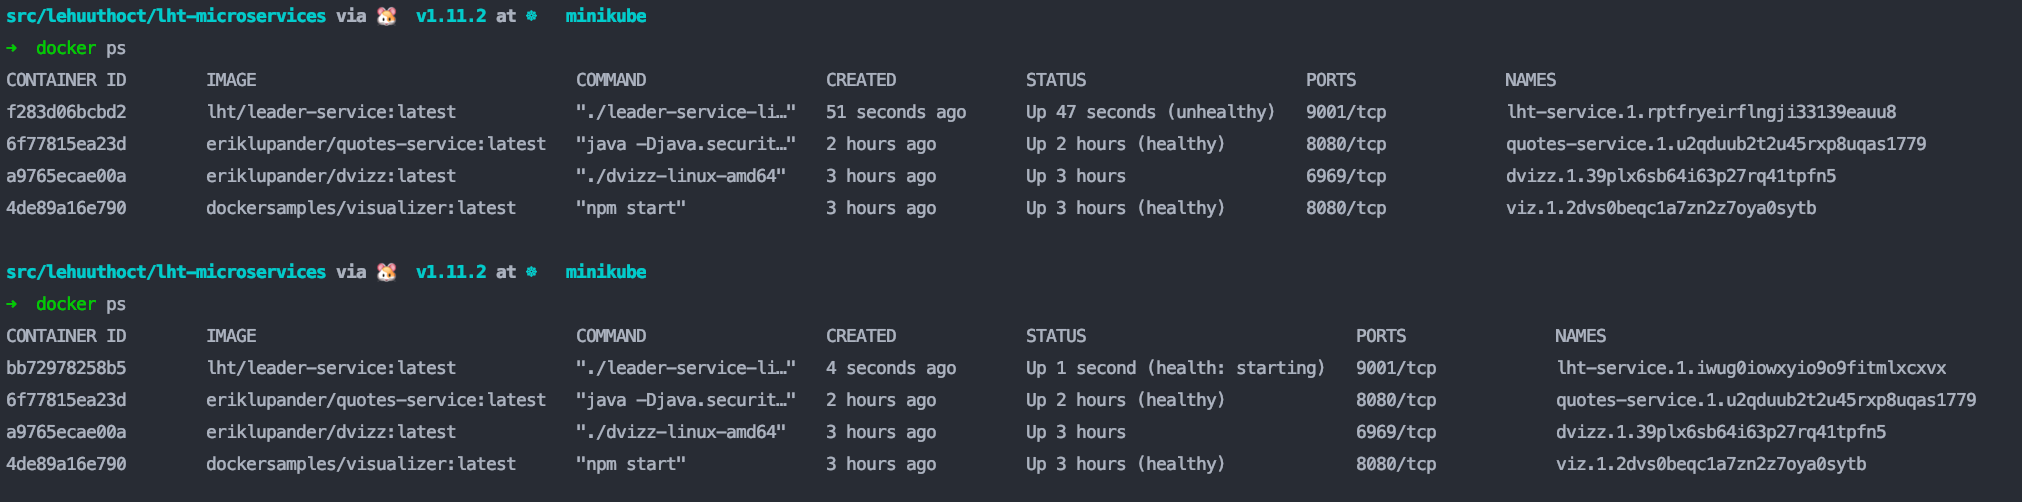 src/lehuuthoct/lht-microservices via 🐹 v1.11.2 at ☸ minikube
➜ docker ps
CONTAINER ID IMAGE COMMAND CREATED STATUS PORTS NAMES
f283d06bcbd2 lht/leader-service:latest "./leader-service-li…" 51 seconds ago Up 47 seconds (unhealthy) 9001/tcp lht-service.1.rptfryeirflngji33139eauu8
6f77815ea23d eriklupander/quotes-service:latest "java -Djava.securit…" 2 hours ago Up 2 hours (healthy) 8080/tcp quotes-service.1.u2qduub2t2u45rxp8uqas1779
a9765ecae00a eriklupander/dvizz:latest "./dvizz-linux-amd64" 3 hours ago Up 3 hours 6969/tcp dvizz.1.39plx6sb64i63p27rq41tpfn5
4de89a16e790 dockersamples/visualizer:latest "npm start" 3 hours ago Up 3 hours (healthy) 8080/tcp viz.1.2dvs0beqc1a7zn2z7oya0sytb
src/lehuuthoct/lht-microservices via 🐹 v1.11.2 at ☸ minikube
➜ docker ps
CONTAINER ID IMAGE COMMAND CREATED STATUS PORTS NAMES
bb72978258b5 lht/leader-service:latest "./leader-service-li…" 4 seconds ago Up 1 second (health: starting) 9001/tcp lht-service.1.iwug0iowxyio9o9fitmlxcxvx
6f77815ea23d eriklupander/quotes-service:latest "java -Djava.securit…" 2 hours ago Up 2 hours (healthy) 8080/tcp quotes-service.1.u2qduub2t2u45rxp8uqas1779
a9765ecae00a eriklupander/dvizz:latest "./dvizz-linux-amd64" 3 hours ago Up 3 hours 6969/tcp dvizz.1.39plx6sb64i63p27rq41tpfn5
4de89a16e790 dockersamples/visualizer:latest "npm start" 3 hours ago Up 3 hours (healthy) 8080/tcp viz.1.2dvs0beqc1a7zn2z7oya0sytb